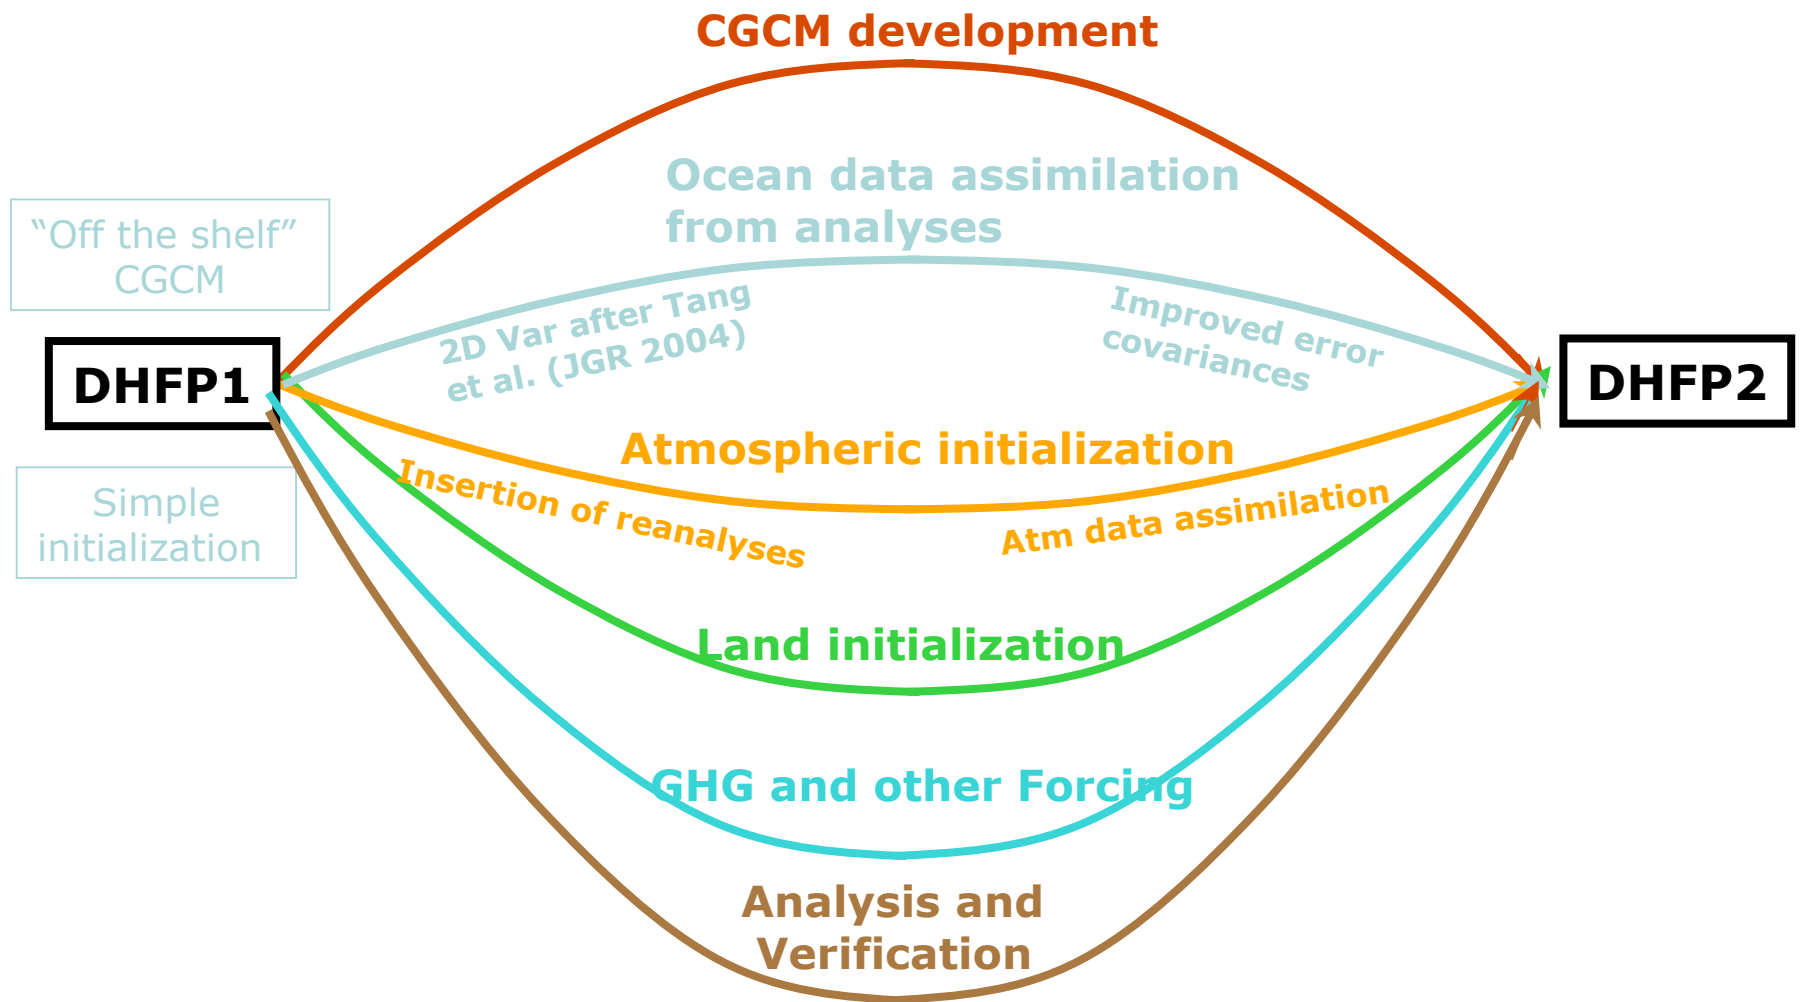 CGCM development
Ocean data assimilation
from analyses
“Off the shelf”
CGCM
2D Var after Tang
et al. (JGR 2004)
Improved error
covariances
DHFP1
DHFP2
Atmospheric initialization
Insertion of reanalyses
Atm data assimilation
Simple
initialization
Land initialization
GHG and other Forcing
Analysis and
Verification